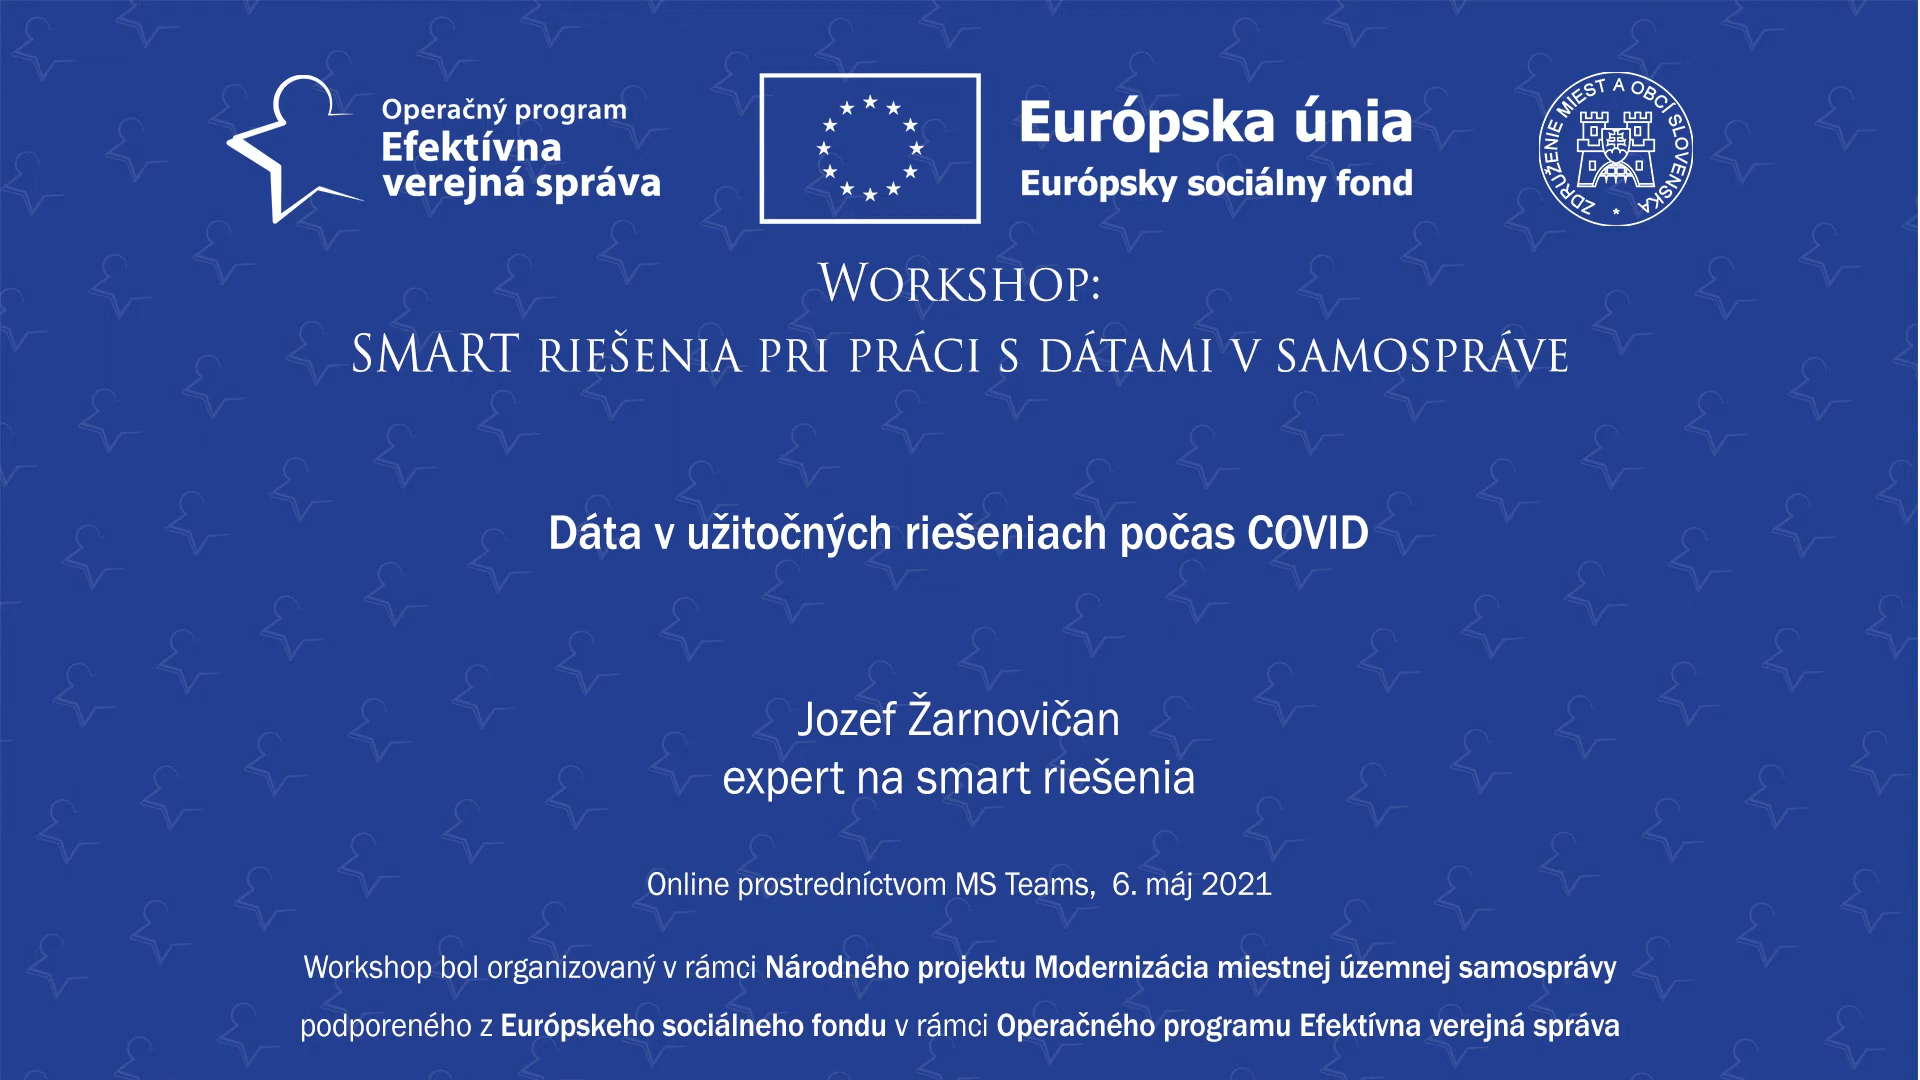 Operačný program
Efektívna
verejná správa
Európska únia
Európsky sociálny fond
ZDRUŽENIE MIEST A OBCÍ SLOVENSKA *
Workshop:
SMART riešenia pri práci s dátami v samospráve
Dáta v užitočných riešeniach počas COVID
Jozef Žarnovičan
expert na smart riešenia
Online prostredníctvom MS Teams,  6. máj 2021
Workshop bol organizovaný v rámci Národného projektu Modernizácia miestnej územnej samosprávy
podporeného z Európskeho sociálneho fondu v rámci Operačného programu Efektívna verejná správa